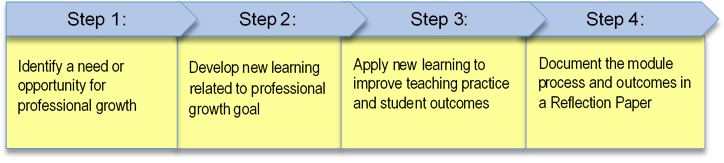 Step 1:
Identify a need or
opportunity for
professional growth
Step 2:
Develop new learning
related to professional
growth goal
Step 3:
Apply new learning to
improve teaching practice
and student outcomes
Step 4:
Document the module
process and outcomes in
a Reflection Paper